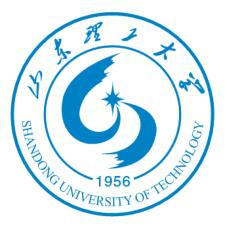 山东理工大学
1956
SHANDONG UNIVERSITY OF TECHNOLOGY